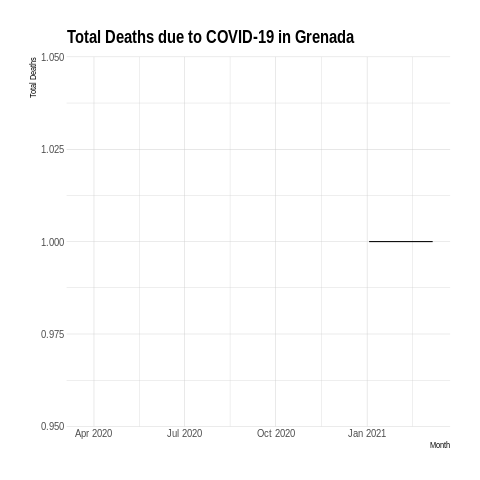 Total Deaths due to COVID-19 in Grenada
Total Deaths
1.050
1.025
1.000
0.975
0.950
Apr 2020 Jul 2020 Oct 2020 Jan 2021
Month